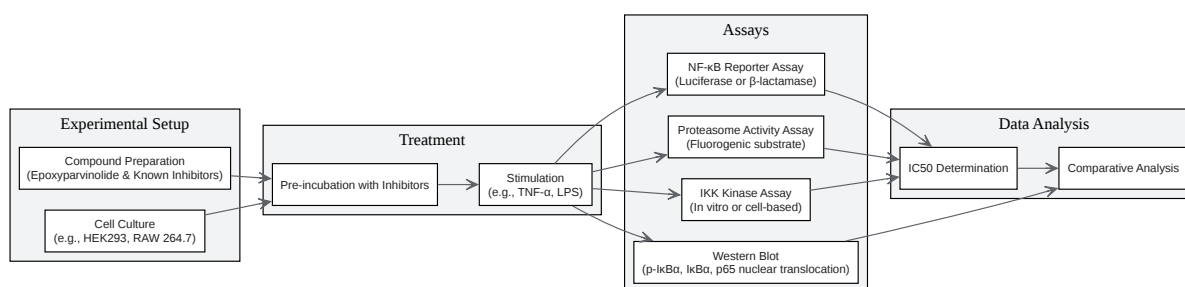 Experimental Setup
Compound Preparation
(Epoxyparvinolide & Known Inhibitors)
Cell Culture
(e.g., HEK293, RAW 264.7)
Treatment
Pre-incubation with Inhibitors
Stimulation
(e.g., TNF-α, LPS)
Assays
NF-κB Reporter Assay
(Luciferase or β-lactamase)
Proteasome Activity Assay
(Fluorogenic substrate)
IKK Kinase Assay
(In vitro or cell-based)
Western Blot
(p-IκBα, IκBα, p65 nuclear translocation)
Data Analysis
IC50 Determination
Comparative Analysis